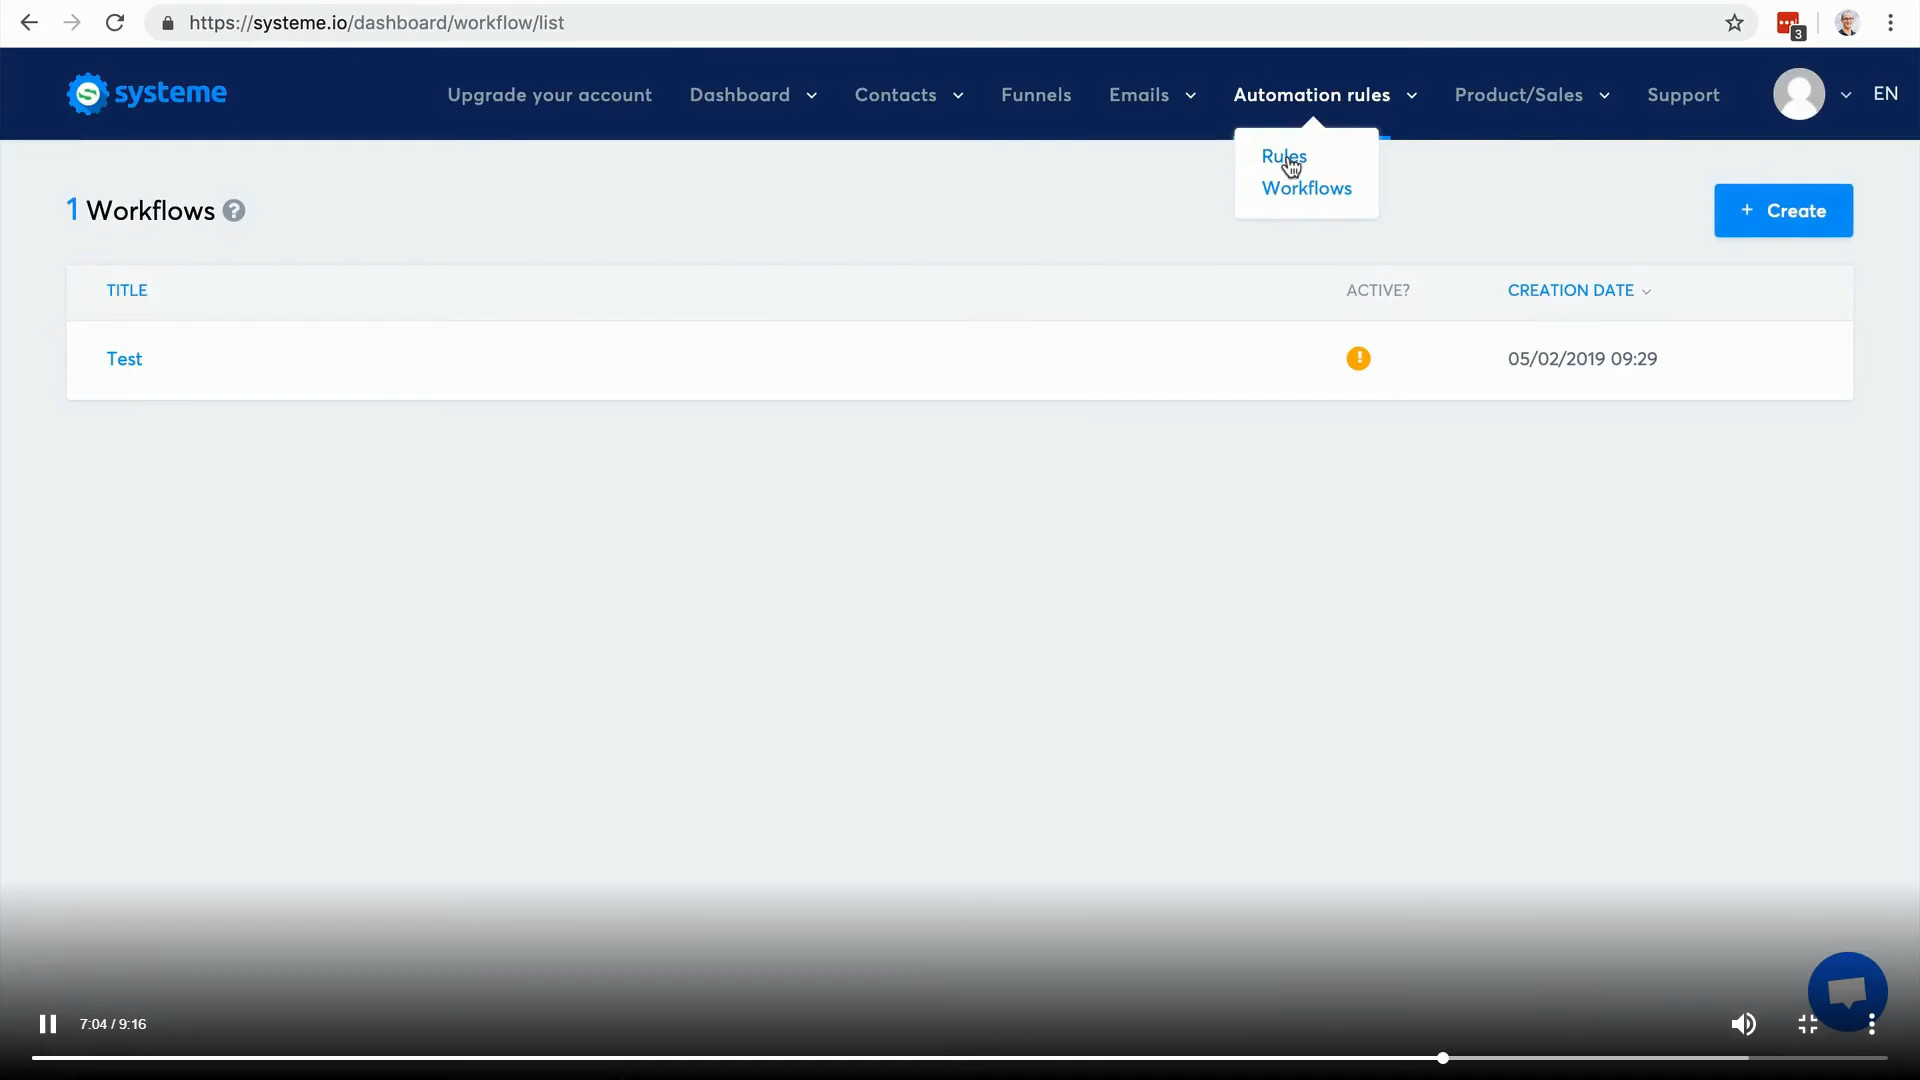 https://systeme.io/dashboard/workflow/list
3
systeme
Upgrade your account
Dashboard
Contacts
Funnels
Emails
Automation rules
Product/Sales
Support
EN
Rules
Workflows
1 Workflows ?
+ Create
TITLE
ACTIVE?
CREATION DATE
Test
!
05/02/2019 09:29
7:04 / 9:16